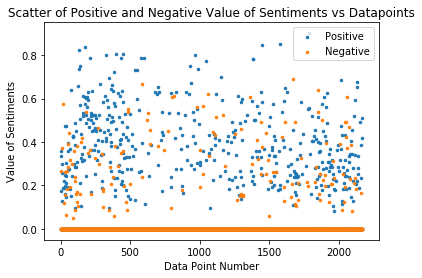 Scatter of Positive and Negative Value of Sentiments vs Datapoints
Positive
Negative
0.8
0.6
0.4
0.2
0.0
Value of Sentiments
0 500 1000 1500 2000
Data Point Number